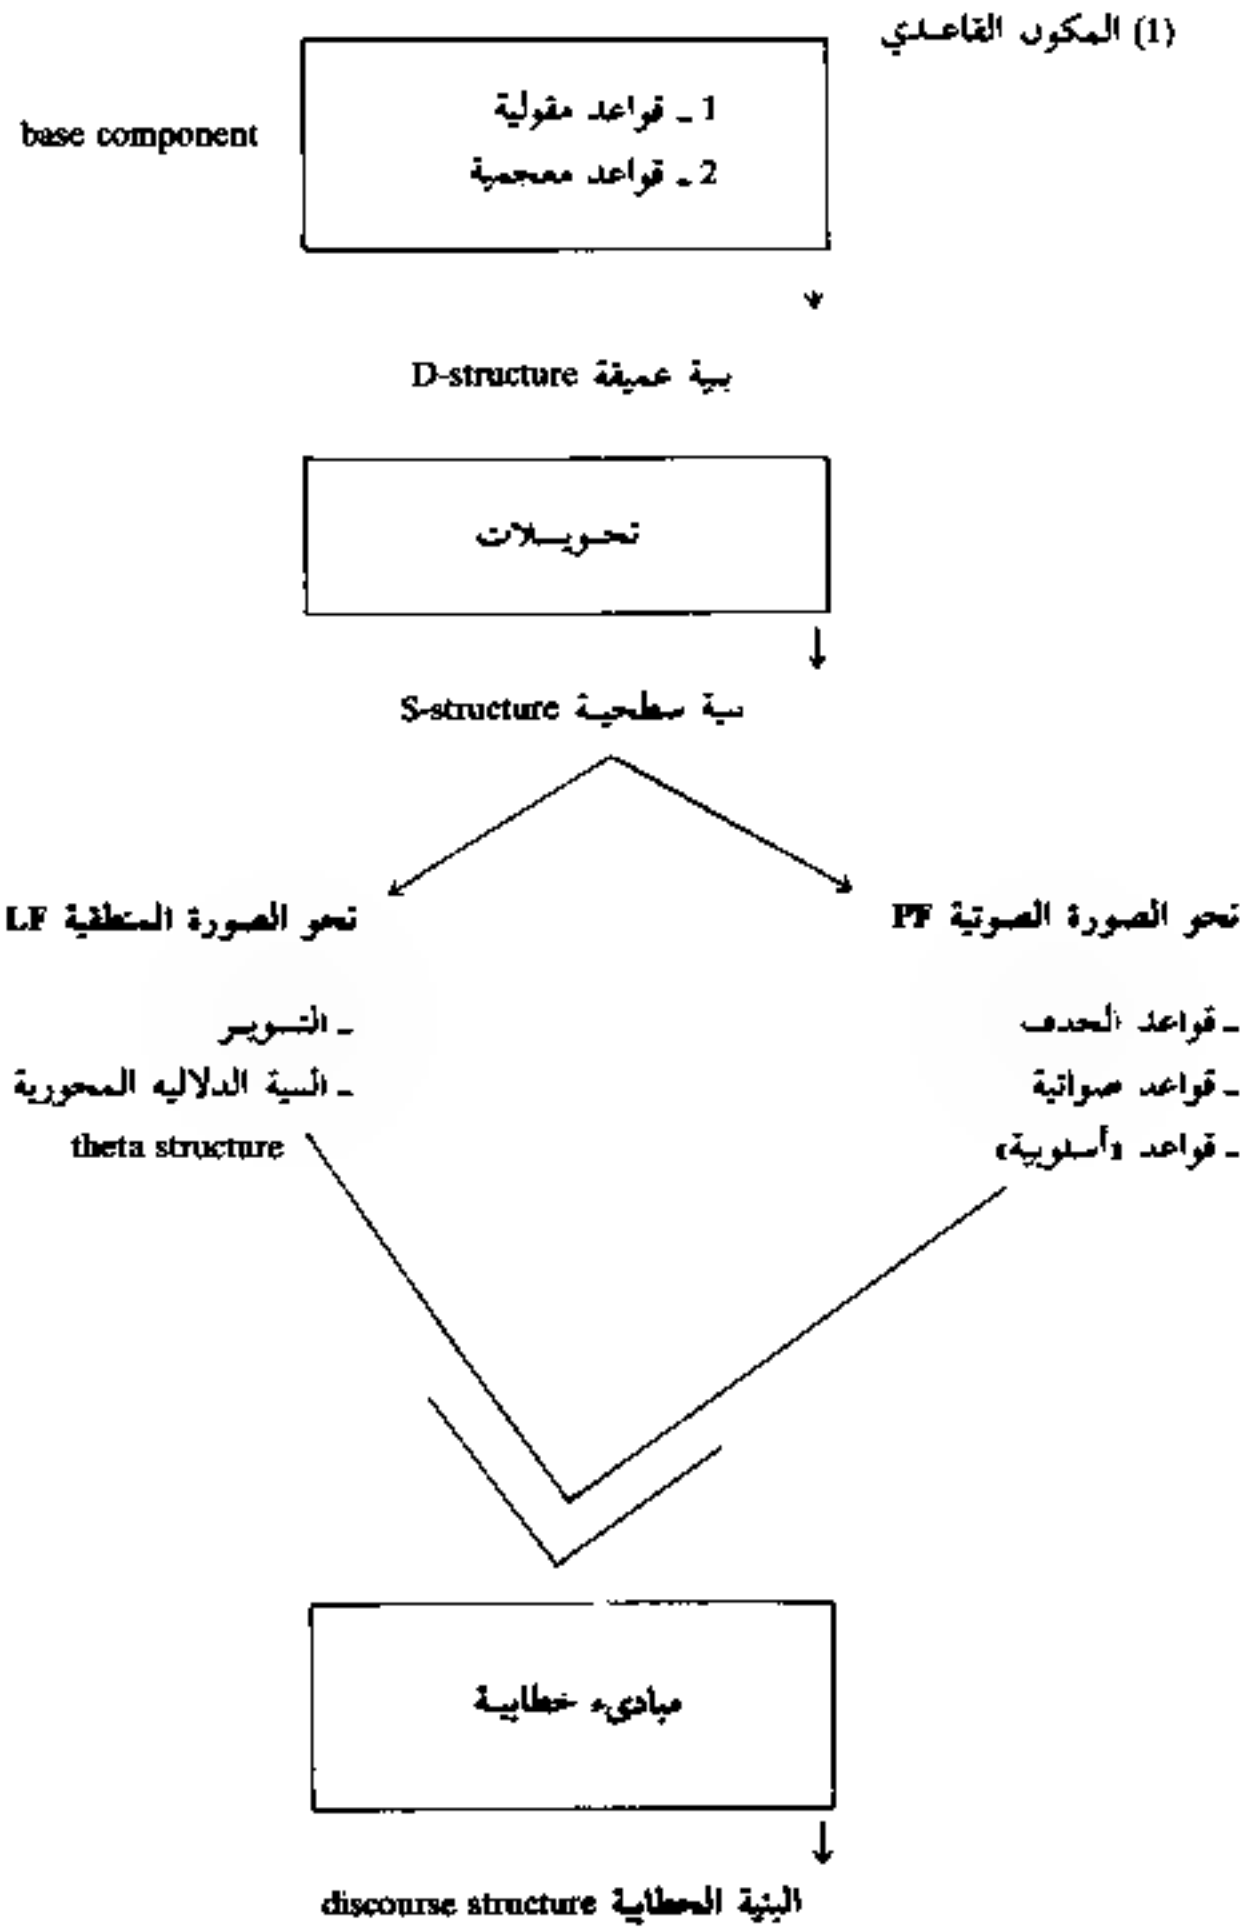 (1) المكون القاعدي
base component
1 ـ قواعد مقولية
2 ـ قواعد معجمية
بنية عميقة D-structure
تحويلات
بنية سطحية S-structure
نحو الصورة الصوتية PF
ـ قواعد الحذف
ـ قواعد صواتية
ـ قواعد «أسلوبية»
نحو الصورة المنطقية LF
ـ التسوير
ـ البنية الدلالية المحورية
theta structure
مبادىء خطابية
البنية الخطابية discourse structure